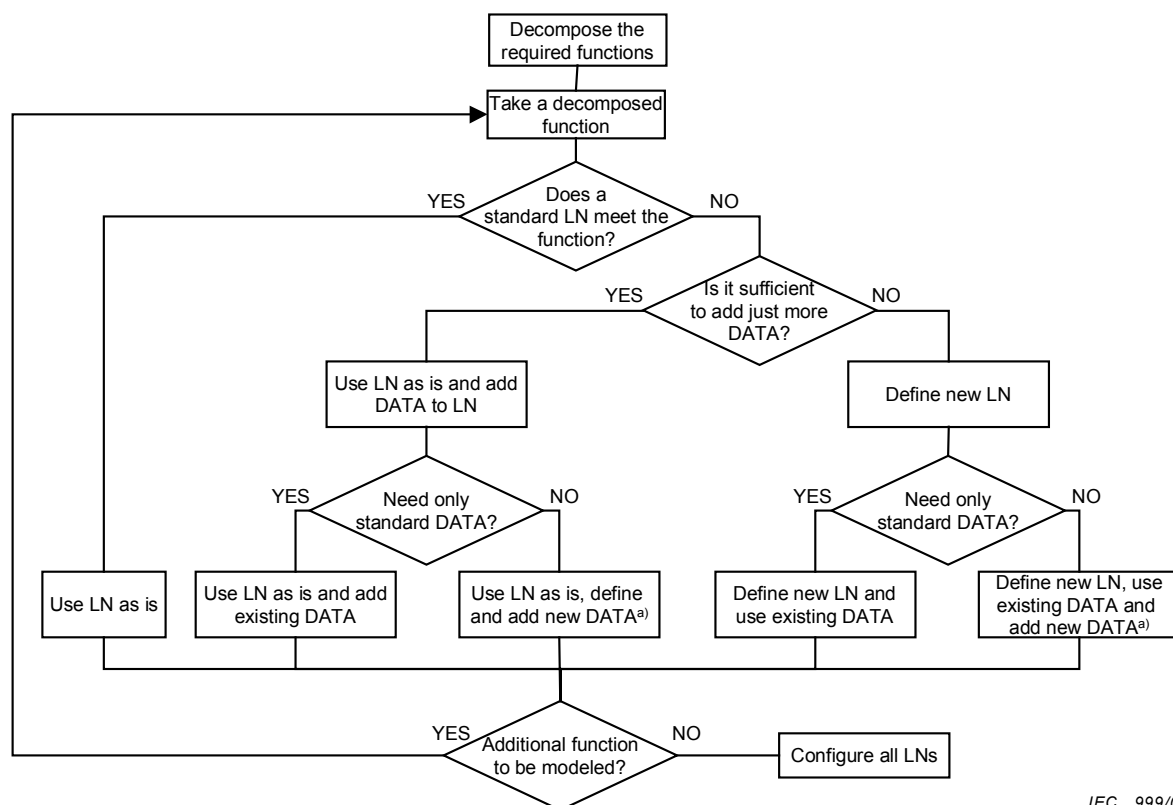 Decompose the
required functions
Take a decomposed
function
YES
Does a
standard LN meet the
function?
NO
YES
Is it sufficient
to add just more
DATA?
NO
Use LN as is and add
DATA to LN
Define new LN
YES
Need only
standard DATA?
NO
YES
Need only
standard DATA?
NO
Use LN as is
Use LN as is and add
existing DATA
Use LN as is, define
and add new DATAa)
Define new LN and
use existing DATA
Define new LN, use
existing DATA and
add new DATAa)
YES
Additional function
to be modeled?
NO
Configure all LNs
IEC 999/